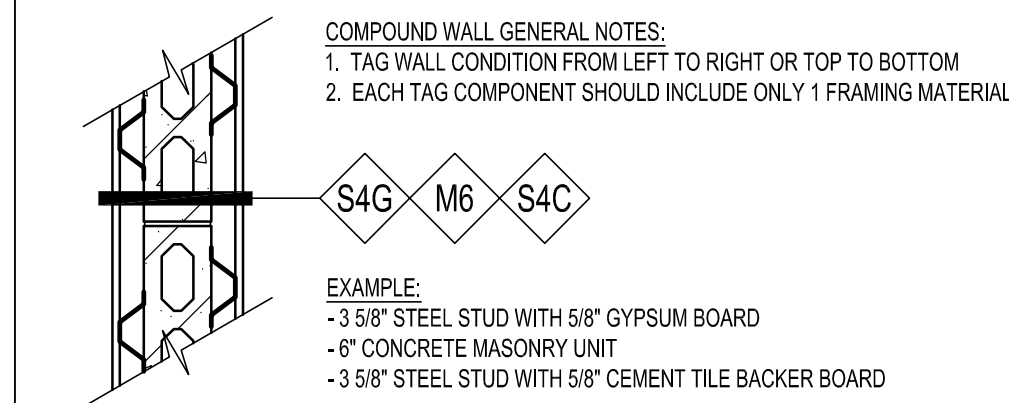 COMPOUND WALL GENERAL NOTES:
1. TAG WALL CONDITION FROM LEFT TO RIGHT OR TOP TO BOTTOM
2. EACH TAG COMPONENT SHOULD INCLUDE ONLY 1 FRAMING MATERIAL
S4G M6 S4C
EXAMPLE:
- 3 5/8" STEEL STUD WITH 5/8" GYPSUM BOARD
- 6" CONCRETE MASONRY UNIT
- 3 5/8" STEEL STUD WITH 5/8" CEMENT TILE BACKER BOARD